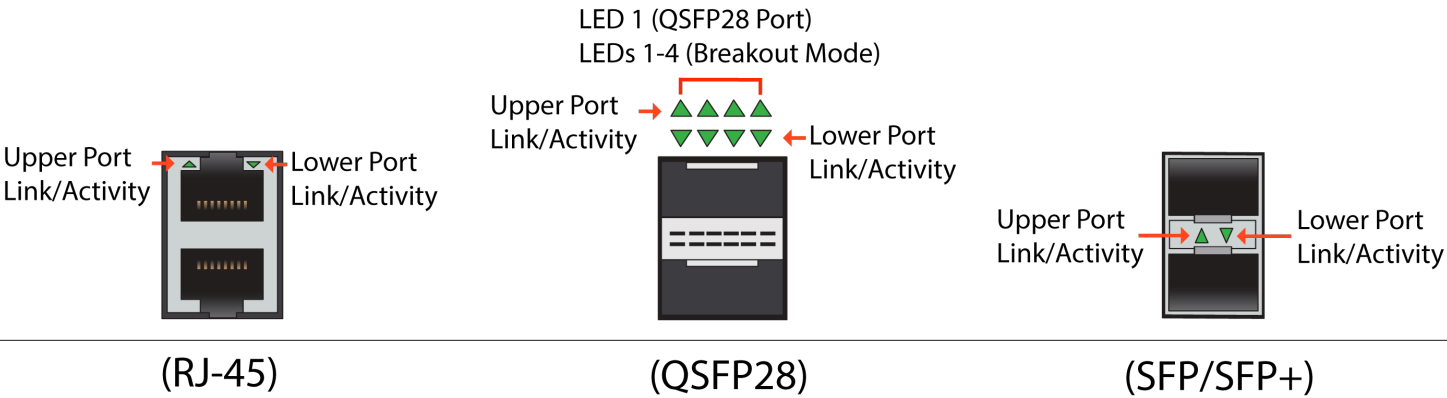 LED 1 (QSFP28 Port)
LEDs 1-4 (Breakout Mode)
Upper Port
Link/Activity
Lower Port
Link/Activity
Upper Port
Link/Activity
Lower Port
Link/Activity
Upper Port
Link/Activity
Lower Port
Link/Activity
(RJ-45)
(QSFP28)
(SFP/SFP+)